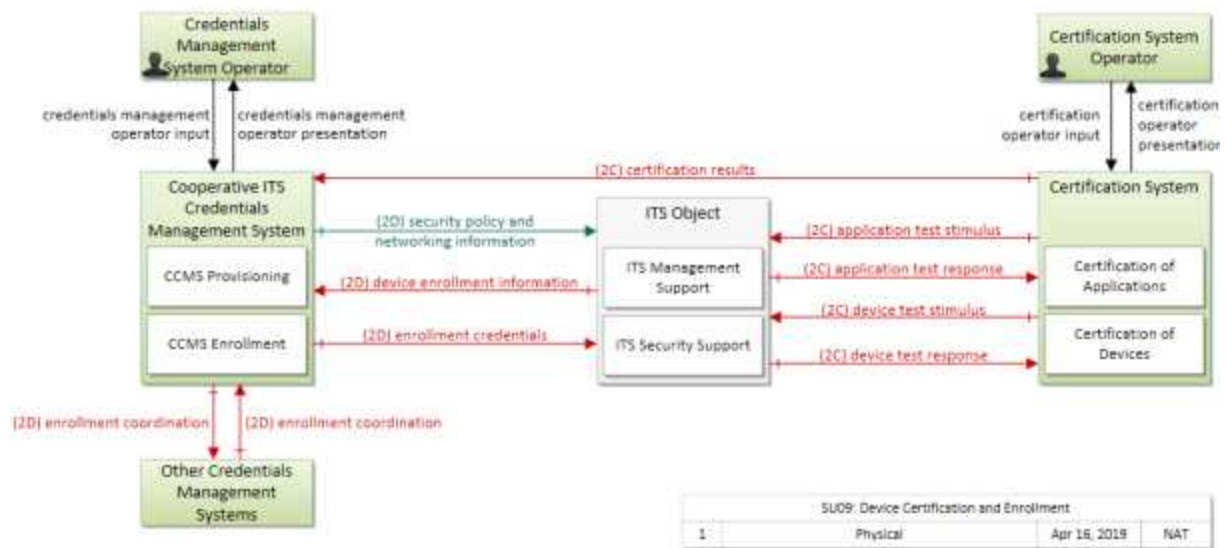 Credentials
Management
System Operator
Certification System
Operator
credentials management
operator input
credentials management
operator presentation
certification
operator input
certification
operator
presentation
(2C) certification results
Cooperative ITS
Credentials
Management System
CCMS Provisioning
CCMS Enrollment
(2D) security policy and
networking information
(2D) device enrollment information
(2D) enrollment credentials
ITS Object
ITS Management
Support
ITS Security Support
(2C) application test stimulus
(2C) application test response
(2C) device test stimulus
(2C) device test response
Certification System
Certification of
Applications
Certification of
Devices
(2D) enrollment coordination
(2D) enrollment coordination
Other Credentials
Management
Systems
SU09: Device Certification and Enrollment
1 Physical Apr 16, 2019 NAT